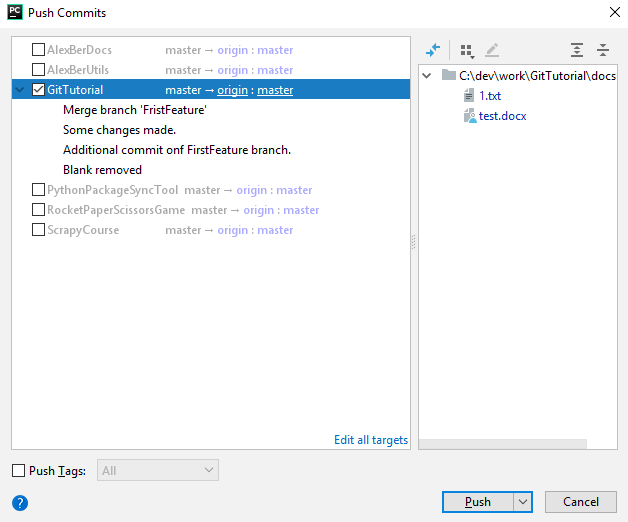 PC Push Commits
AlexBerDocs master → origin : master
AlexBerUtils master → origin : master
GitTutorial master → origin : master
Merge branch 'FristFeature'
Some changes made.
Additional commit onf FirstFeature branch.
Blank removed
PythonPackageSyncTool master → origin : master
RocketPaperScissorsGame master → origin : master
ScrapyCourse master → origin : master
Edit all targets
C:\dev\work\GitTutorial\docs
1.txt
test.docx
Push Tags: All
? Push Cancel